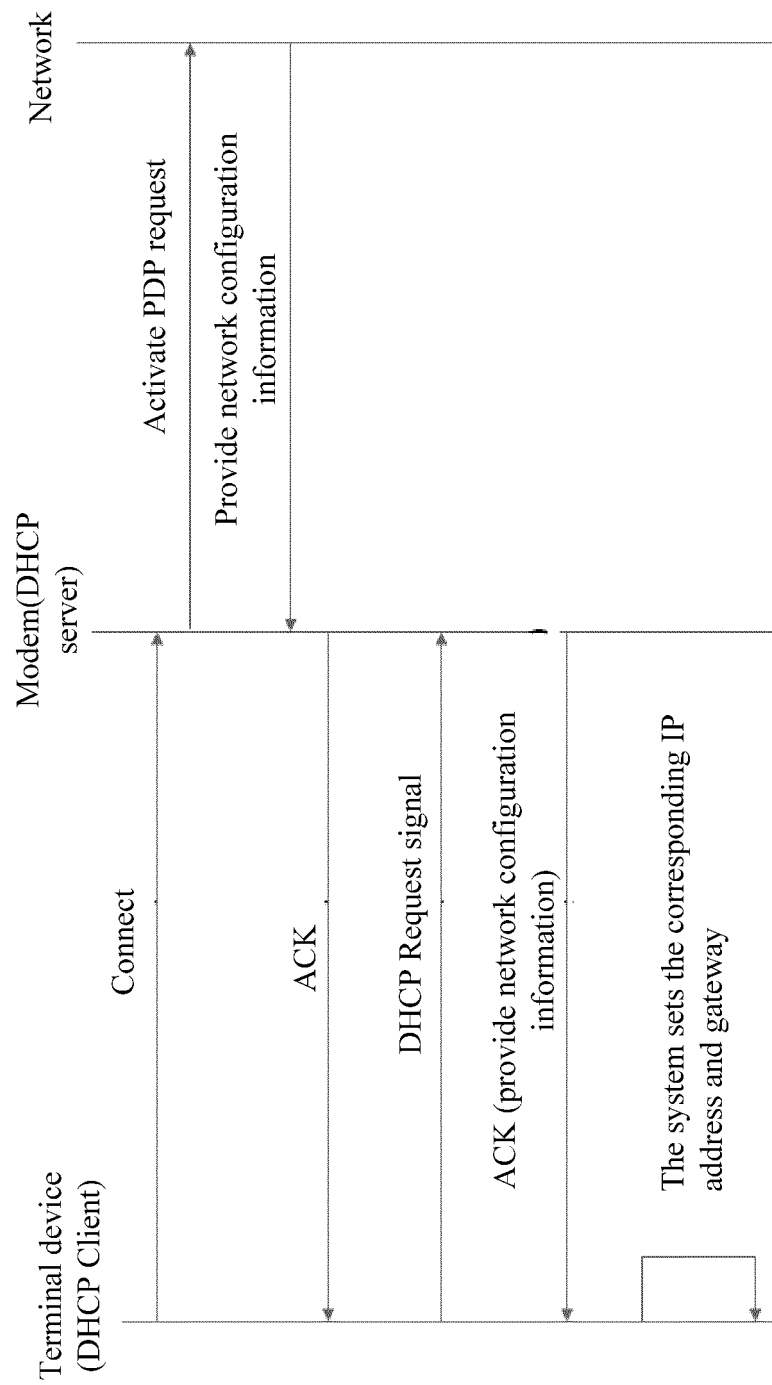 Terminal device
(DHCP Client)
Modem(DHCP
server)
Network
Connect
Activate PDP request
Provide network configuration
information
ACK
DHCP Request signal
ACK (provide network configuration
information)
The system sets the corresponding IP
address and gateway